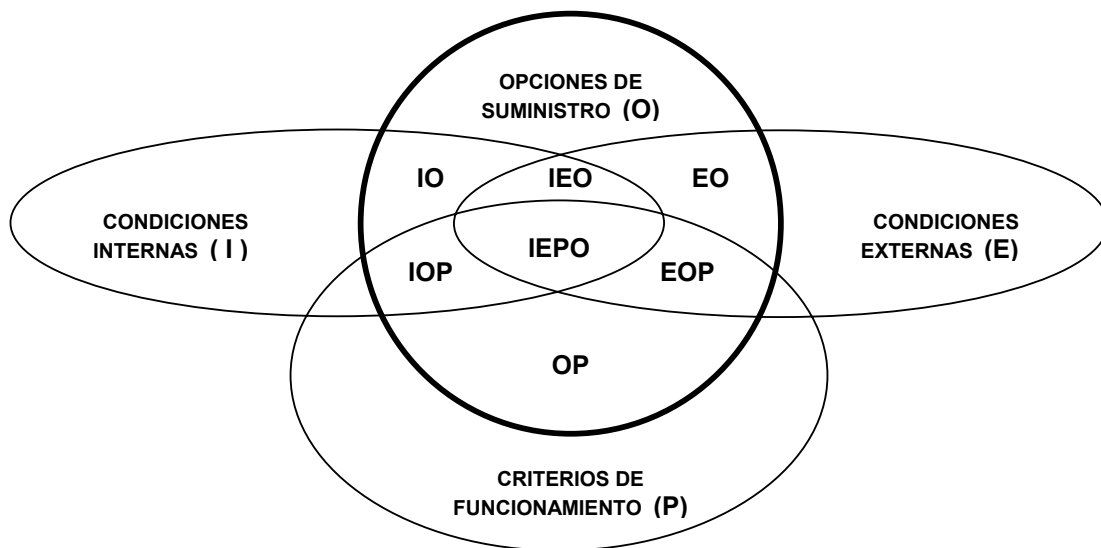 OPCIONES DE
SUMINISTRO (O)
IO
IEO
EO
CONDICIONES
INTERNAS ( I )
CONDICIONES
EXTERNAS (E)
IEPO
IOP
EOP
OP
CRITERIOS DE
FUNCIONAMIENTO (P)